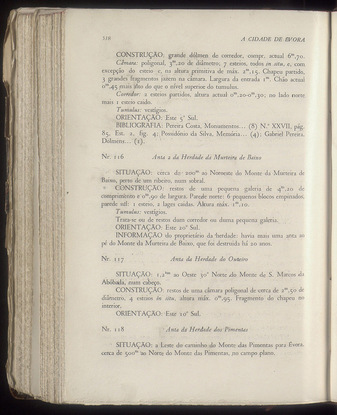 110 A CIDADE DE ÉVORA
CONSTRUÇÃO: grande dólmen de corredor, compr. actual 6ᵐ,70.
Câmara: poligonal, 3ᵐ,20 de diâmetro, 7 esteios, todos in situ, e, com
excepção do esteio c, na altura primitiva de máx. 2ᵐ,15. Chapeu partido,
3 grandes fragmentos jazem na câmara. Largura da entrada 1ᵐ. Chão actual
0ᵐ,45 mais alto do que o nível superior do tumulus.
Corredor: 2 esteios partidos, altura actual 0ᵐ,20-0ᵐ,30; no lado norte
mais 1 esteio caído.
Tumulus: vestígios.
ORIENTAÇÃO: Este 5º Sul.
BIBLIOGRAFIA: Pereira Costa, Monumentos... (8) N.º XXVII, pág.
85, Est. 2, fig. 4; Possidónio da Silva, Memória... (4); Gabriel Pereira,
Dólmens... (1).
Nr. 116 Anta 2 da Herdade da Murteira de Baixo
SITUAÇÃO: cerca de 200ᵐ ao Noroeste do Monte da Murteira de
Baixo, perto de um ribeiro, num sobral.
CONSTRUÇÃO: restos de uma pequena galeria de 4ᵐ,20 de
comprimento e 0ᵐ,90 de largura. Parede norte: 6 pequenos blocos empinados,
parede sul: 1 esteio, 2 lages caídas. Altura máx. 1ᵐ,10.
Tumulus: vestígios.
Trata-se ou de restos dum corredor ou duma pequena galeria.
ORIENTAÇÃO: Este 20º Sul.
INFORMAÇÃO do proprietário da herdade: havia mais uma anta ao
pé do Monte da Murteira de Baixo, que foi destruída há 20 anos.
Nr. 117 Anta da Herdade do Outeiro
SITUAÇÃO: 1,2ᵏᵐ ao Oeste 30º Norte do Monte de S. Marcos da
Abóbada, num cabeço.
CONSTRUÇÃO: restos de uma câmara poligonal de cerca de 2ᵐ,50 de
diâmetro, 4 esteios in situ, altura máx. 0ᵐ,95. Fragmento do chapeu no
interior.
ORIENTAÇÃO: Este 10º Sul.
Nr. 118 Anta da Herdade das Pimentas
SITUAÇÃO: a Leste do caminho do Monte das Pimentas para Évora,
cerca de 500ᵐ ao Norte do Monte das Pimentas, no campo plano.